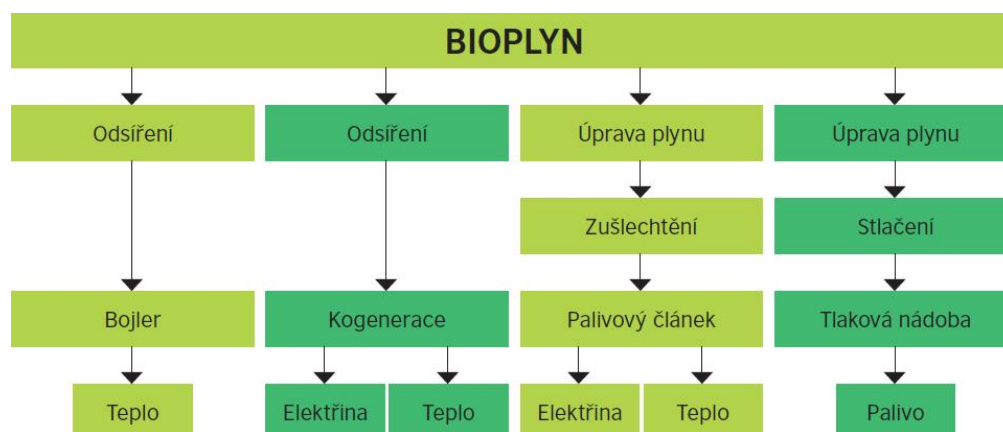 BIOPLYN
Odsíření
Odsíření
Úprava plynu
Úprava plynu
Zušlechtění
Stlačení
Bojler
Kogenerace
Palivový článek
Tlaková nádoba
Teplo
Elektřina
Teplo
Elektřina
Teplo
Palivo